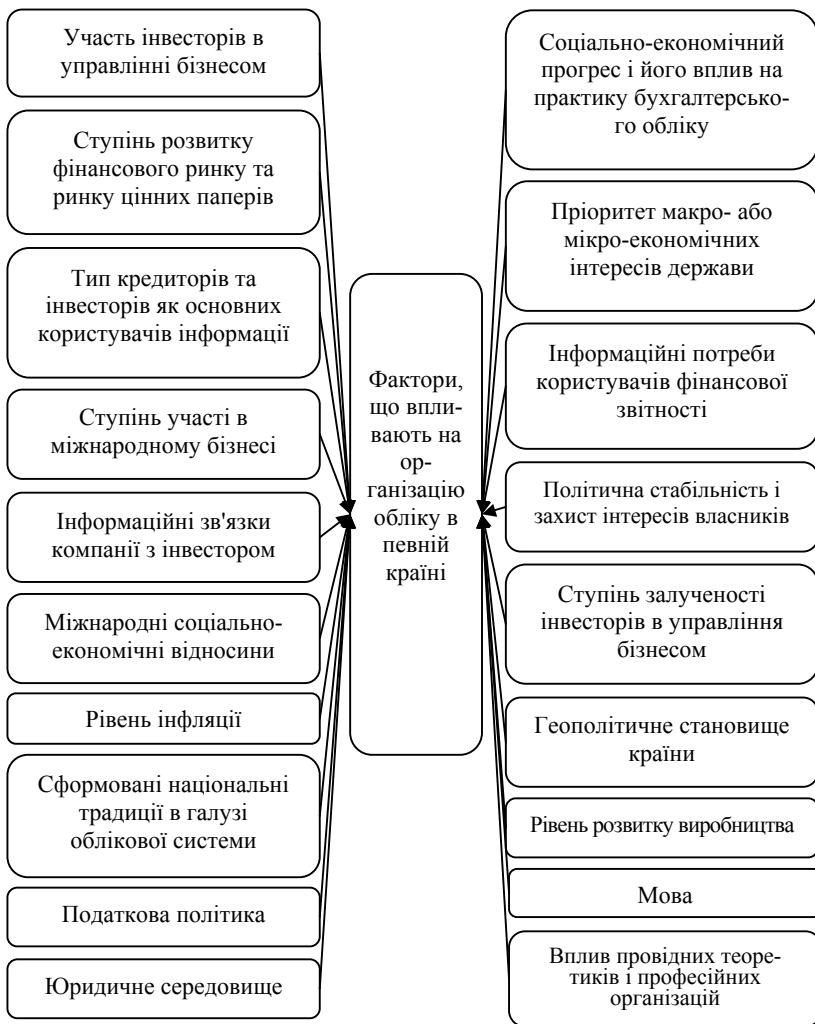 Участь інвесторів в
управлінні бізнесом
Ступінь розвитку
фінансового ринку та
ринку цінних паперів
Тип кредиторів та
інвесторів як основних
користувачів інформації
Ступінь участі в
міжнародному бізнесі
Інформаційні зв'язки
компанії з інвестором
Міжнародні соціально-
економічні відносини
Рівень інфляції
Сформовані національні
традиції в галузі
облікової системи
Податкова політика
Юридичне середовище
Фактори,
що впли-
вають на
ор-
ганізацію
обліку в
певній
країні
Соціально-економічний
прогрес і його вплив на
практику бухгалтерсько-
го обліку
Пріоритет макро- або
мікро-економічних
інтересів держави
Інформаційні потреби
користувачів фінансової
звітності
Політична стабільність і
захист інтересів власників
Ступінь залученості
інвесторів в управління
бізнесом
Геополітичне становище
країни
Рівень розвитку виробництва
Мова
Вплив провідних теоре-
тиків і професійних
організацій